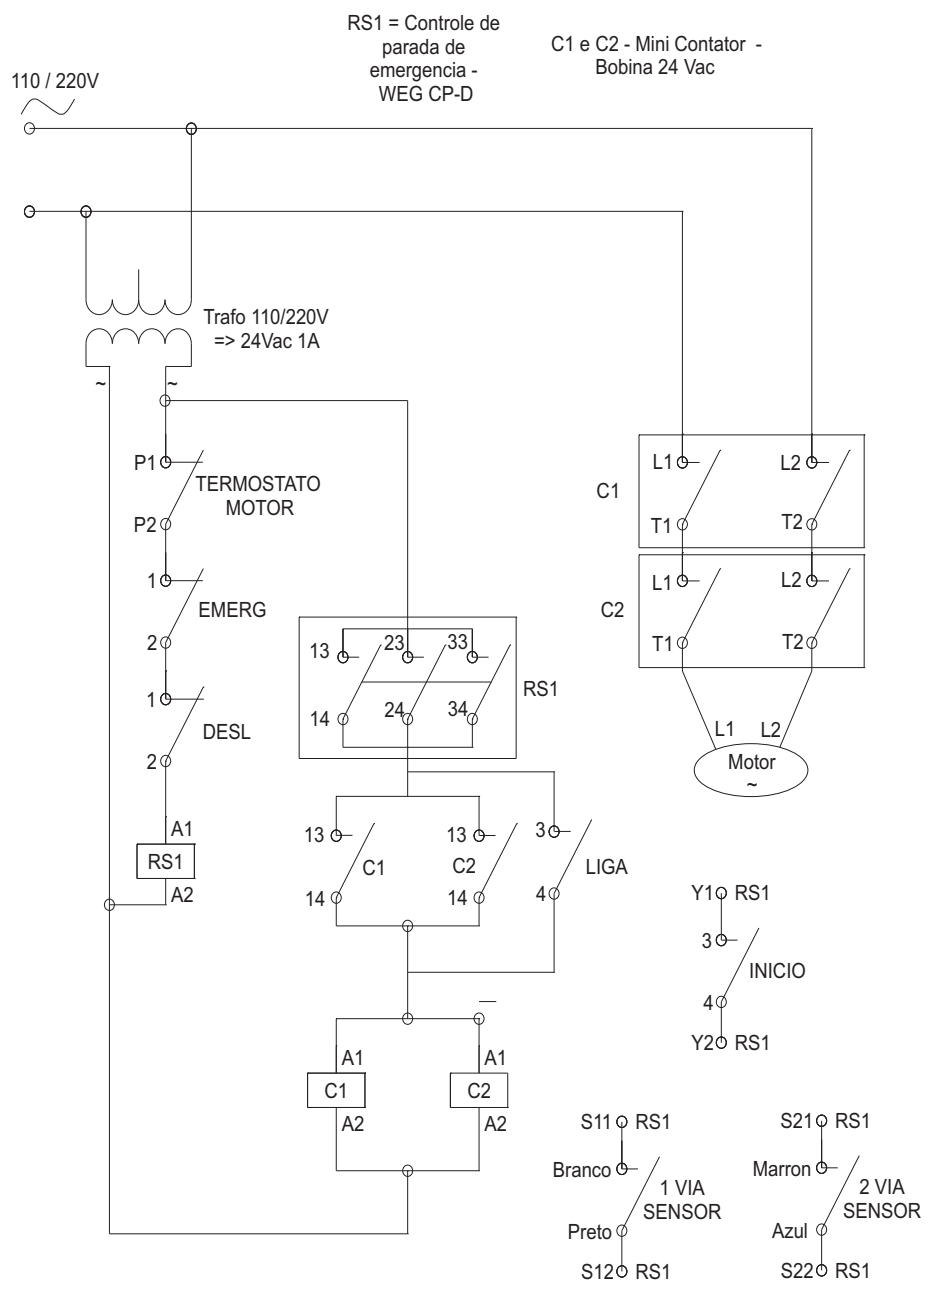 RS1 = Controle de
parada de
emergencia -
WEG CP-D
C1 e C2 - Mini Contator -
Bobina 24 Vac
110 / 220V
~
Trafo 110/220V
=> 24Vac 1A
~ ~
P1
TERMOSTATO
MOTOR
P2
1
EMERG
2
1
DESL
2
A1
RS1
A2
13 23 33
RS1
14 24 34
13 13 3
C1 C2 LIGA
14 14 4
A1 A1
C1 C2
A2 A2
L1 L2
C1
T1 T2
L1 L2
C2
T1 T2
L1 L2
Motor
~
Y1 RS1
3
INICIO
4
Y2 RS1
S11 RS1
Branco
1 VIA
SENSOR
Preto
S12 RS1
S21 RS1
Marron
2 VIA
SENSOR
Azul
S22 RS1